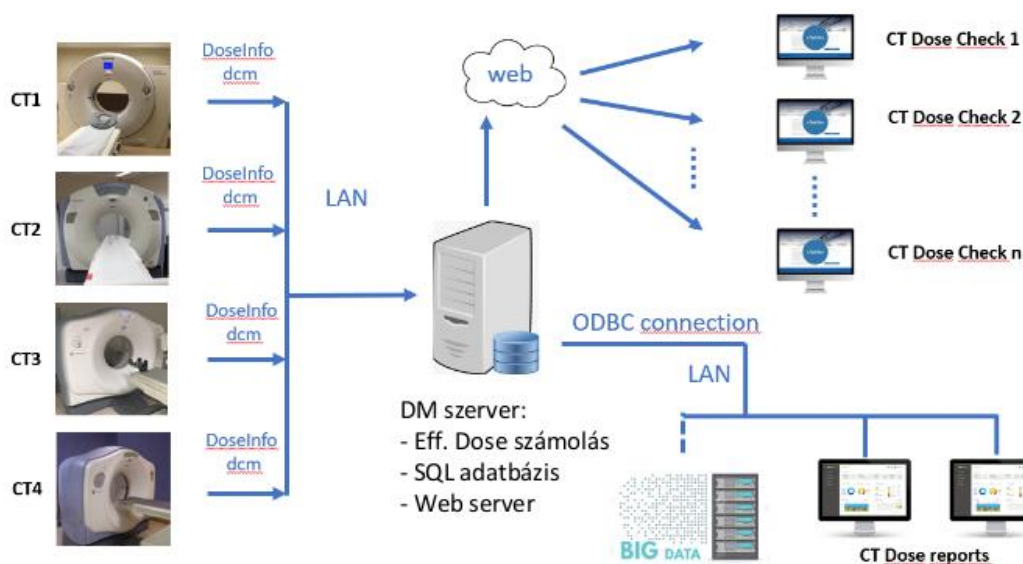 DoseInfo
dcm
CT1
DoseInfo
dcm
CT2
DoseInfo
dcm
CT3
DoseInfo
dcm
CT4
LAN
web
CT Dose Check 1
CT Dose Check 2
CT Dose Check n
ODBC connection
LAN
DM szerver:
- Eff. Dose számolás
- SQL adatbázis
- Web server
BIG DATA
CT Dose reports